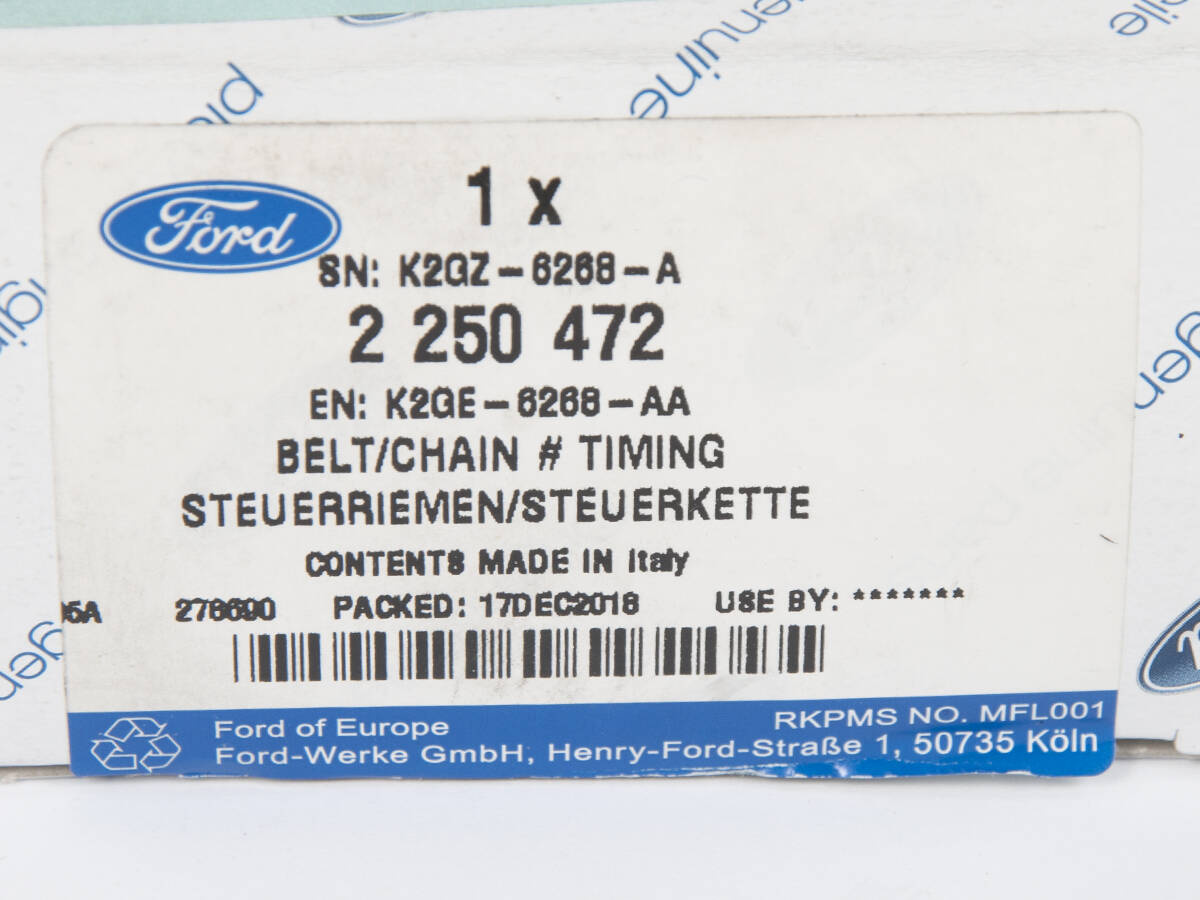 genuine
Ford
1 x
SN: K2GZ-6268-A
2 250 472
EN: K2GE-6268-AA
BELT/CHAIN # TIMING
STEUERRIEMEN/STEUERKETTE
CONTENTS MADE IN Italy
278690 PACKED: 17DEC2018 USE BY: *******
Ford of Europe RKPMS NO. MFL001
Ford-Werke GmbH, Henry-Ford-Straße 1, 50735 Köln